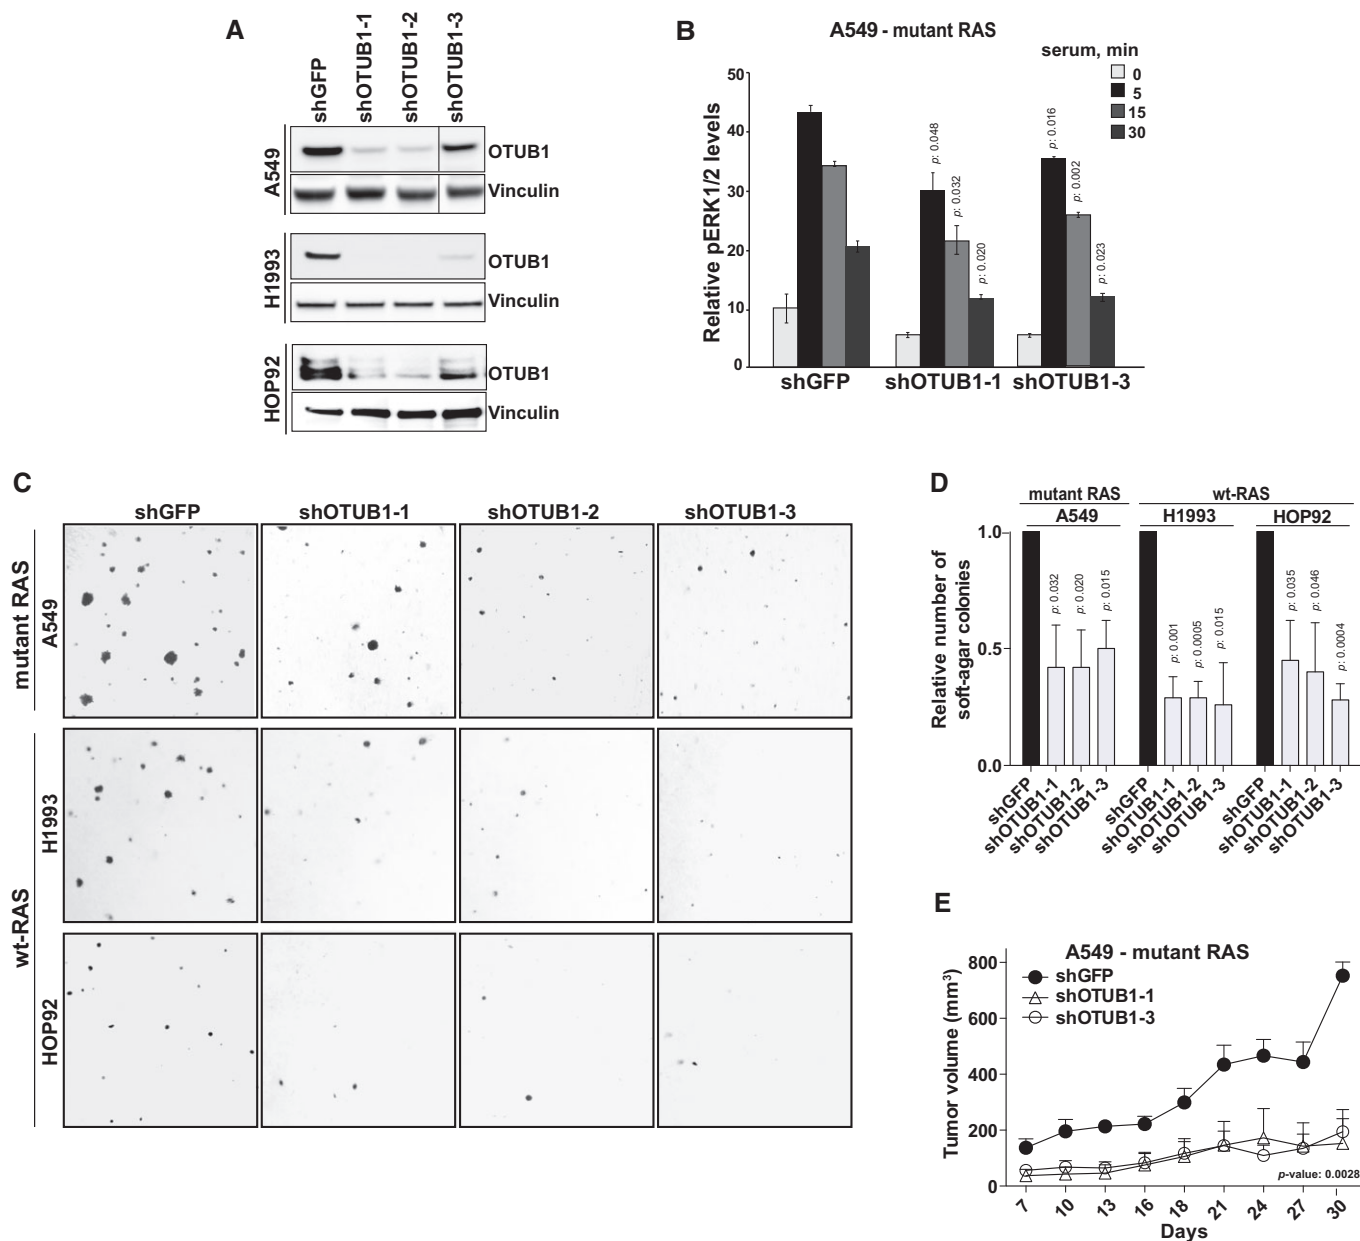 A
shGFP
shOTUB1-1
shOTUB1-2
shOTUB1-3
A549
OTUB1
Vinculin
H1993
OTUB1
Vinculin
HOP92
OTUB1
Vinculin
B
A549 - mutant RAS
serum, min
0
5
15
30
Relative pERK1/2 levels
50
40
30
20
10
0
p: 0.048
p: 0.032
p: 0.020
p: 0.016
p: 0.002
p: 0.023
shGFP
shOTUB1-1
shOTUB1-3
C
shGFP
shOTUB1-1
shOTUB1-2
shOTUB1-3
mutant RAS
A549
wt-RAS
H1993
HOP92
D
mutant RAS
wt-RAS
A549
H1993
HOP92
Relative number of
soft-agar colonies
1.0
0.5
0.0
p: 0.032
p: 0.020
p: 0.015
p: 0.001
p: 0.0005
p: 0.015
p: 0.035
p: 0.046
p: 0.0004
shGFP
shOTUB1-1
shOTUB1-2
shOTUB1-3
shGFP
shOTUB1-1
shOTUB1-2
shOTUB1-3
shGFP
shOTUB1-1
shOTUB1-2
shOTUB1-3
E
A549 - mutant RAS
shGFP
shOTUB1-1
shOTUB1-3
Tumor volume (mm³)
800
600
400
200
0
p-value: 0.0028
7
10
13
16
18
21
24
27
30
Days